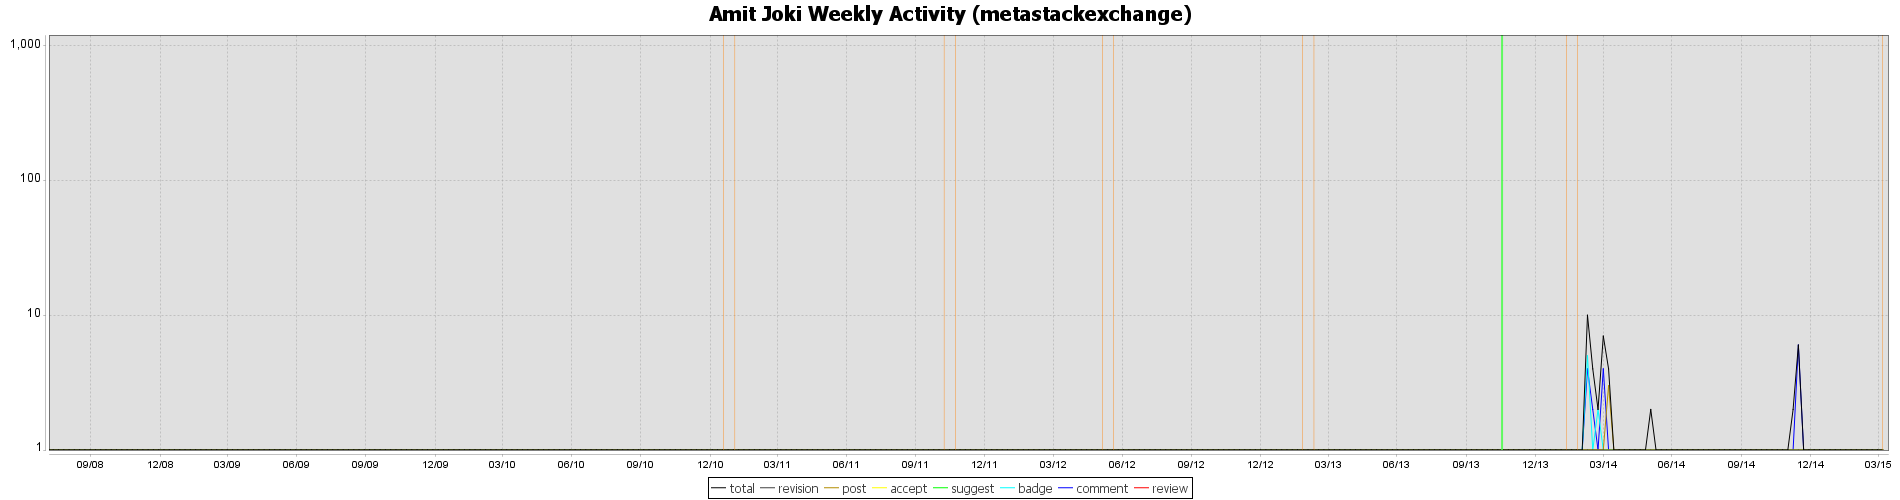 Amit Joki Weekly Activity (metastackexchange)
1,000
100
10
1
09/08 12/08 03/09 06/09 09/09 12/09 03/10 06/10 09/10 12/10 03/11 06/11 09/11 12/11 03/12 06/12 09/12 12/12 03/13 06/13 09/13 12/13 03/14 06/14 09/14 12/14 03/15
total revision post accept suggest badge comment review